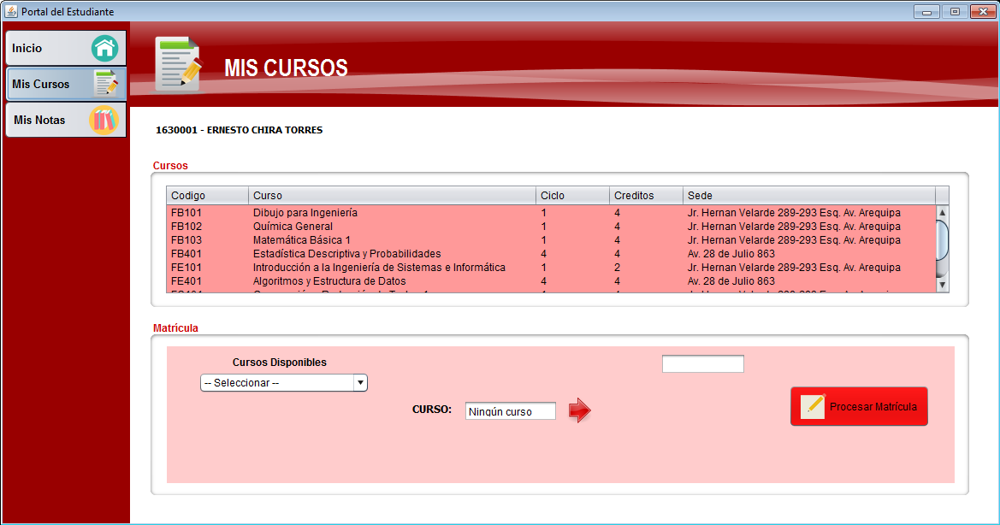 Portal del Estudiante
Inicio
Mis Cursos
Mis Notas
MIS CURSOS
1630001 - ERNESTO CHIRA TORRES
Cursos
Codigo Curso Ciclo Creditos Sede
FB101 Dibujo para Ingeniería 1 4 Jr. Hernan Velarde 289-293 Esq. Av. Arequipa
FB102 Química General 1 4 Jr. Hernan Velarde 289-293 Esq. Av. Arequipa
FB103 Matemática Básica 1 1 4 Jr. Hernan Velarde 289-293 Esq. Av. Arequipa
FB401 Estadística Descriptiva y Probabilidades 4 4 Av. 28 de Julio 863
FE101 Introducción a la Ingeniería de Sistemas e Informática 1 2 Jr. Hernan Velarde 289-293 Esq. Av. Arequipa
FE401 Algoritmos y Estructura de Datos 4 4 Av. 28 de Julio 863
Matrícula
Cursos Disponibles
-- Seleccionar --
CURSO: Ningún curso
Procesar Matrícula